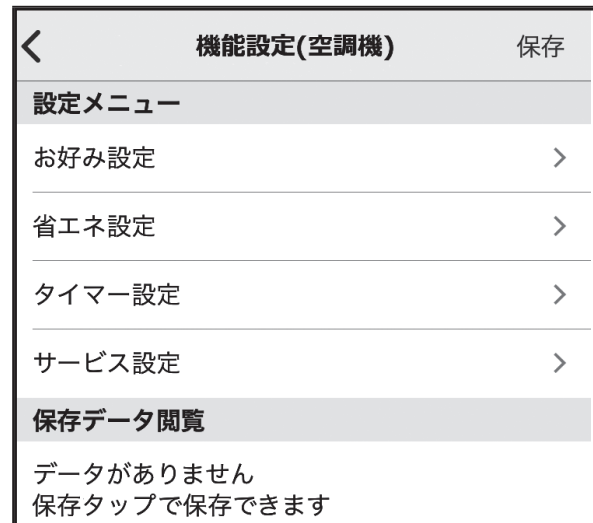 機能設定(空調機) 保存
設定メニュー
お好み設定
省エネ設定
タイマー設定
サービス設定
保存データ閲覧
データがありません
保存タップで保存できます